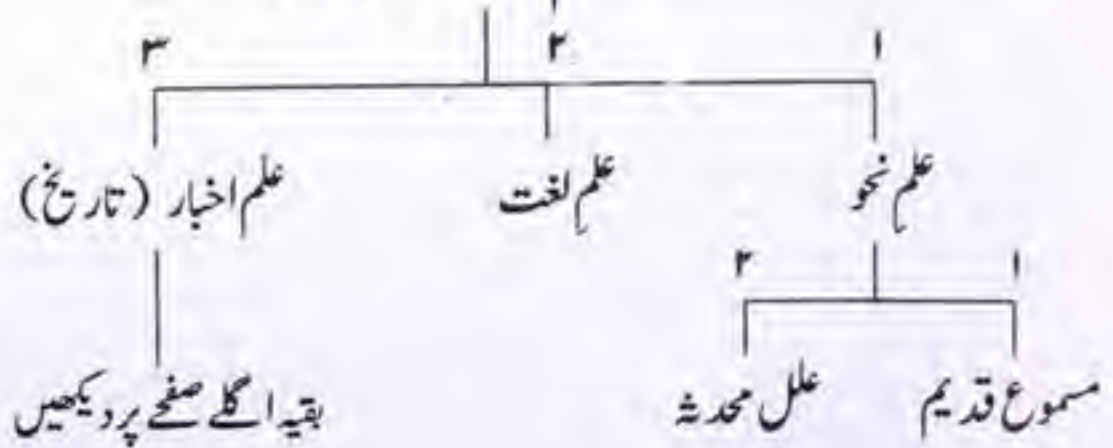 ۱ ۲ ۳
علم نحو علم لغت علم اخبار (تاریخ)
۱ ۲
مسموع قدیم علل محدثہ بقیہ اگلے صفحے پر دیکھیں